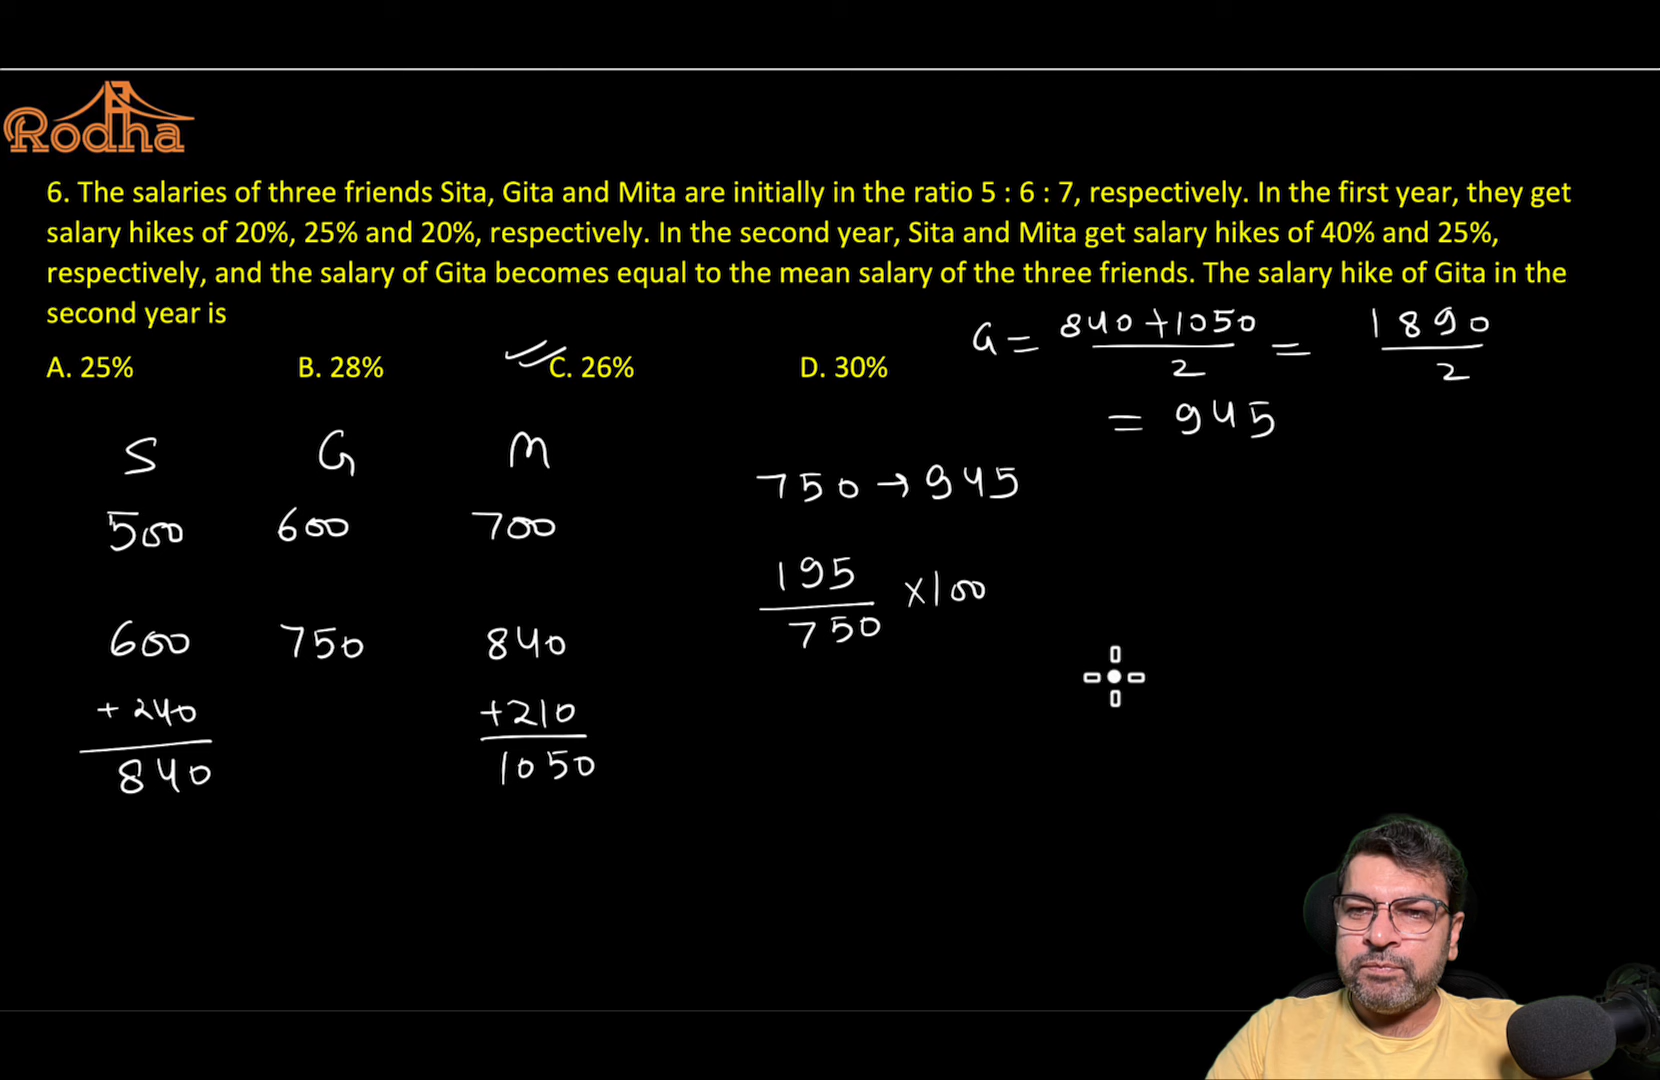 Rodha
6. The salaries of three friends Sita, Gita and Mita are initially in the ratio 5 : 6 : 7, respectively. In the first year, they get
salary hikes of 20%, 25% and 20%, respectively. In the second year, Sita and Mita get salary hikes of 40% and 25%,
respectively, and the salary of Gita becomes equal to the mean salary of the three friends. The salary hike of Gita in the
second year is
A. 25% B. 28% C. 26% D. 30%
G = 840+1050 / 2 = 1890 / 2
= 945
S G M
500 600 700
600 750 840
+240 +210
840 1050
750 → 945
195 / 750 ×100